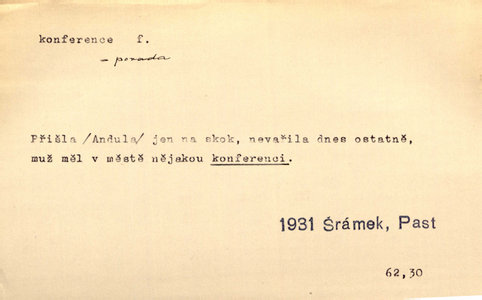 konference f.
– porada
Přišla /Andula/ jen na skok, nevařila dnes ostatně,
muž měl v městě nějakou konferenci.
1931 Šrámek, Past
62,30